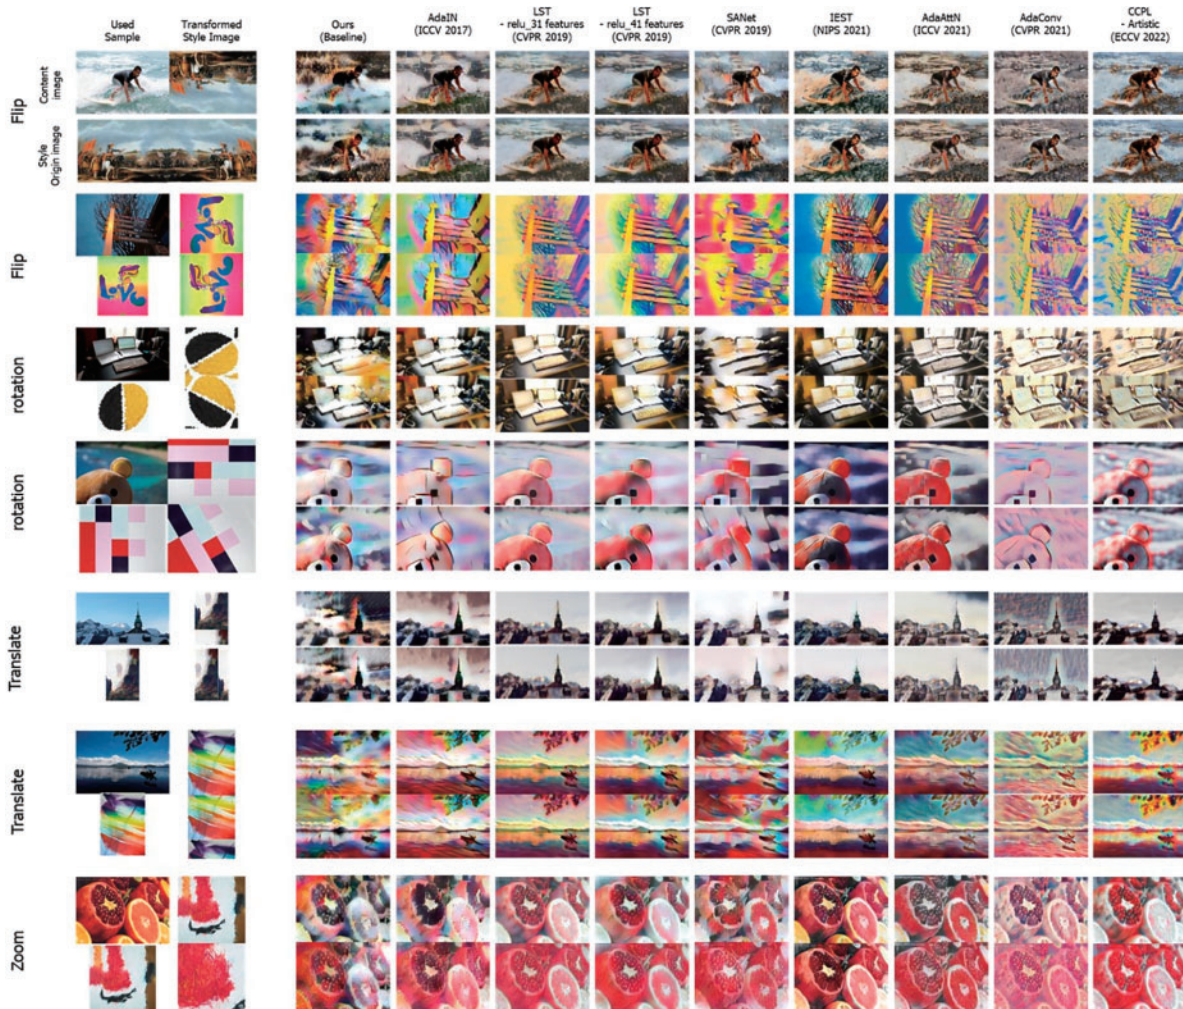 Used
Sample
Transformed
Style Image
Ours
(Baseline)
AdaIN
(ICCV 2017)
LST
- relu_31 features
(CVPR 2019)
LST
- relu_41 features
(CVPR 2019)
SANet
(CVPR 2019)
IEST
(NIPS 2021)
AdaAttN
(ICCV 2021)
AdaConv
(CVPR 2021)
CCPL
- Artistic
(ECCV 2022)
Flip
Content
image
Style
Origin image
Flip
LOVE
rotation
rotation
Translate
Translate
Zoom